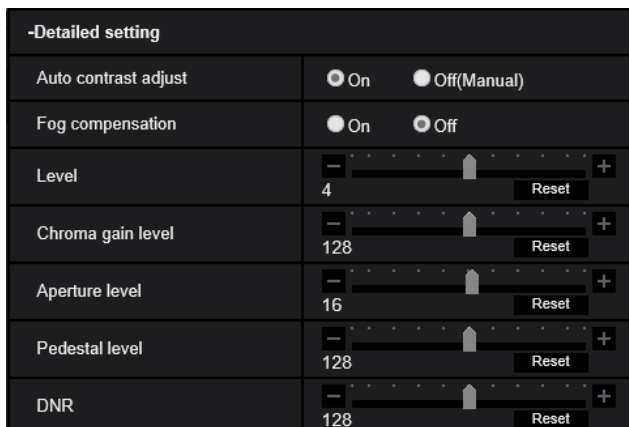 -Detailed setting
Auto contrast adjust On Off(Manual)
Fog compensation On Off
Level - +
4 Reset
Chroma gain level - +
128 Reset
Aperture level - +
16 Reset
Pedestal level - +
128 Reset
DNR - +
128 Reset